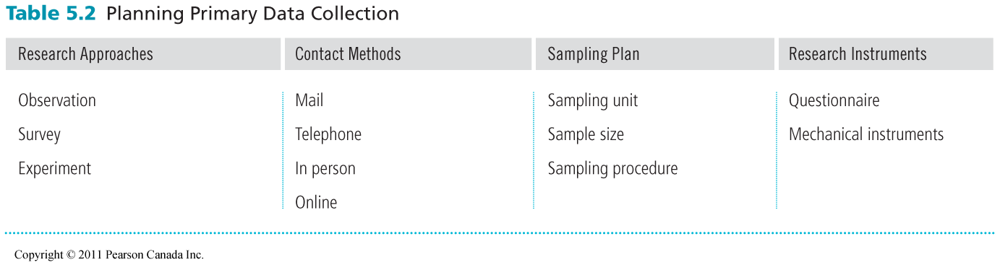 Table 5.2 Planning Primary Data Collection
Research Approaches Contact Methods Sampling Plan Research Instruments
Observation Mail Sampling unit Questionnaire
Survey Telephone Sample size Mechanical instruments
Experiment In person Sampling procedure
Online
Copyright © 2011 Pearson Canada Inc.